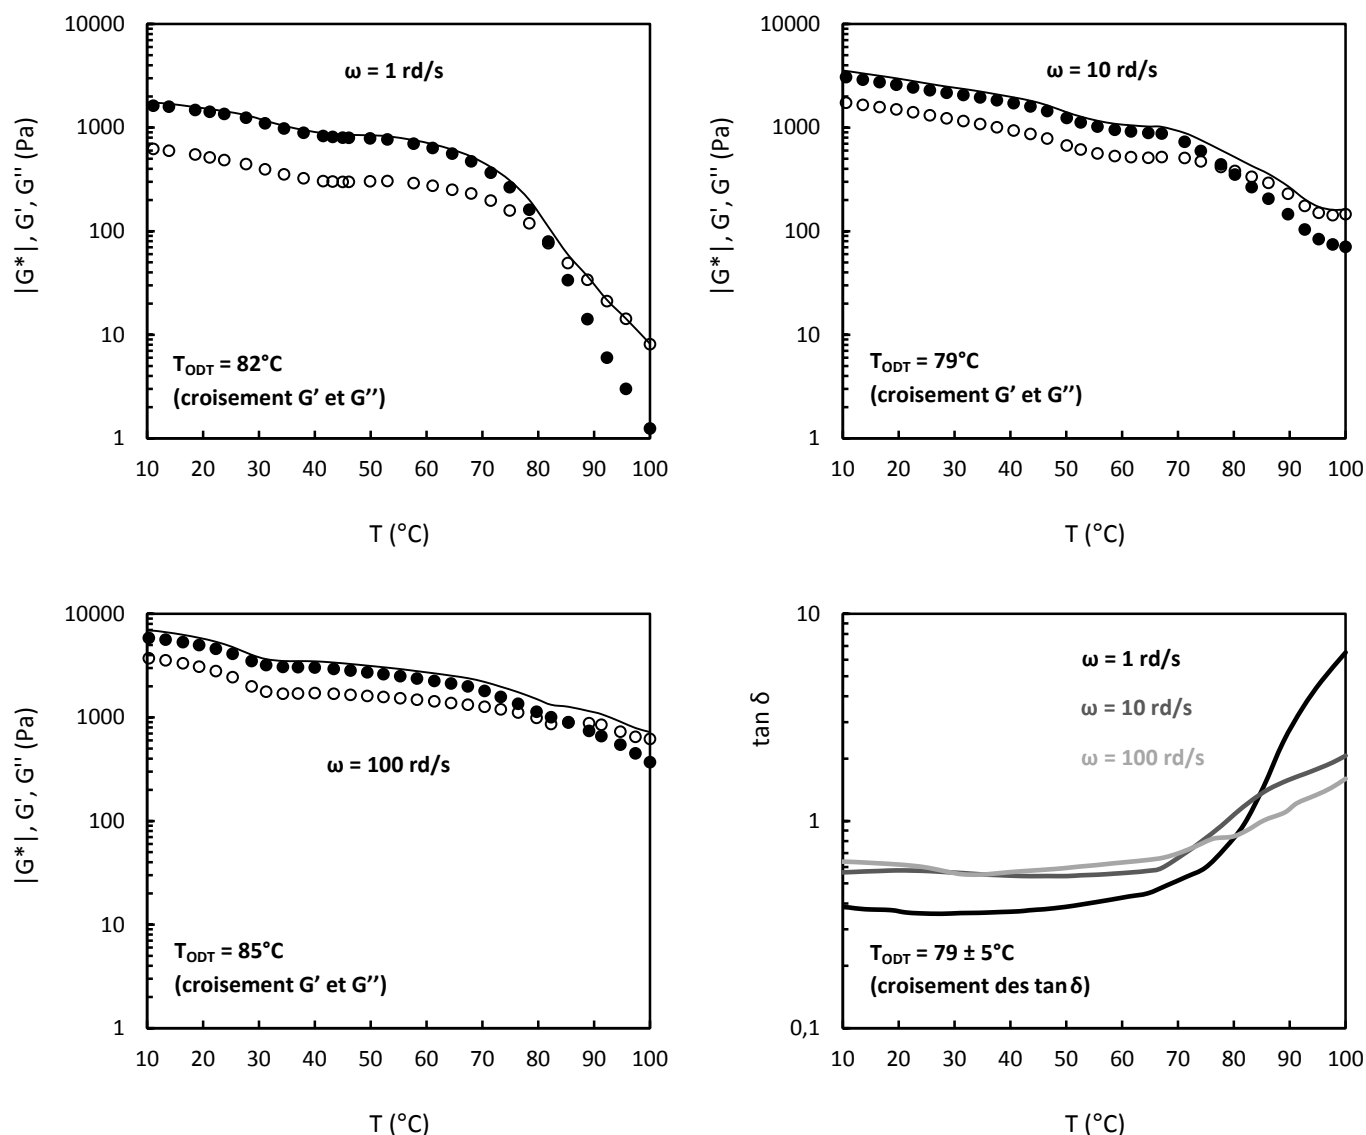 10000
1000
100
10
1
|G*|, G', G'' (Pa)
ω = 1 rd/s
T_ODT = 82°C
(croisement G’ et G’’)
10 20 30 40 50 60 70 80 90 100
T (°C)
10000
1000
100
10
1
|G*|, G', G'' (Pa)
ω = 10 rd/s
T_ODT = 79°C
(croisement G’ et G’’)
10 20 30 40 50 60 70 80 90 100
T (°C)
10000
1000
100
10
1
|G*|, G', G'' (Pa)
ω = 100 rd/s
T_ODT = 85°C
(croisement G’ et G’’)
10 20 30 40 50 60 70 80 90 100
T (°C)
10
1
0,1
tan δ
ω = 1 rd/s
ω = 10 rd/s
ω = 100 rd/s
T_ODT = 79 ± 5°C
(croisement des tan δ)
10 20 30 40 50 60 70 80 90 100
T (°C)